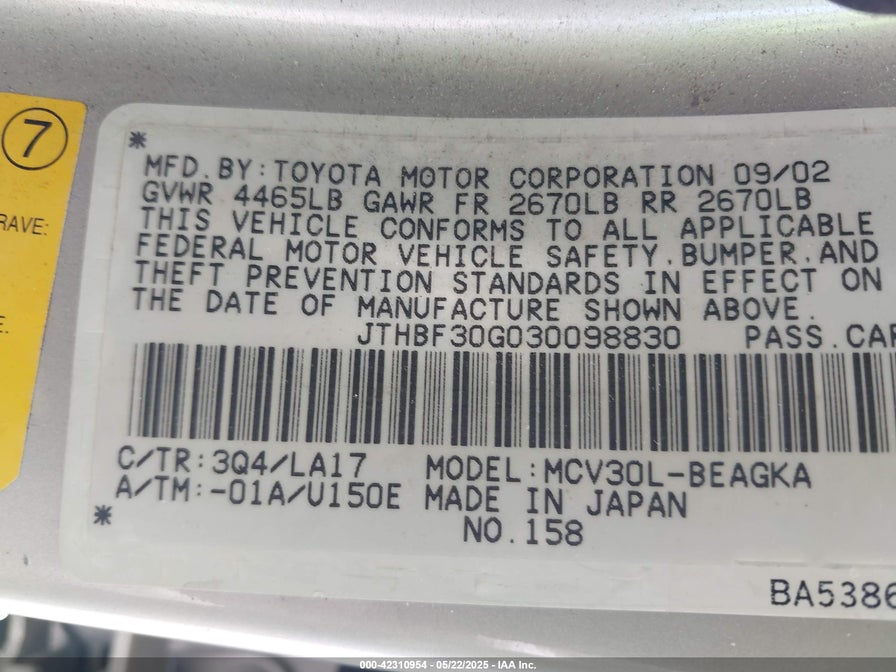 7
RAVE:
E.
*
MFD. BY: TOYOTA MOTOR CORPORATION 09/02
GVWR 4465LB GAWR FR 2670LB RR 2670LB
THIS VEHICLE CONFORMS TO ALL APPLICABLE
FEDERAL MOTOR VEHICLE SAFETY, BUMPER, AND
THEFT PREVENTION STANDARDS IN EFFECT ON
THE DATE OF MANUFACTURE SHOWN ABOVE.
JTHBF30G030098830 PASS. CAR
C/TR: 3Q4/LA17 MODEL: MCV30L-BEAGKA
A/TM: -01A/U150E MADE IN JAPAN
*
NO. 158
BA5386
000-42310954 - 05/22/2025 - IAA Inc.